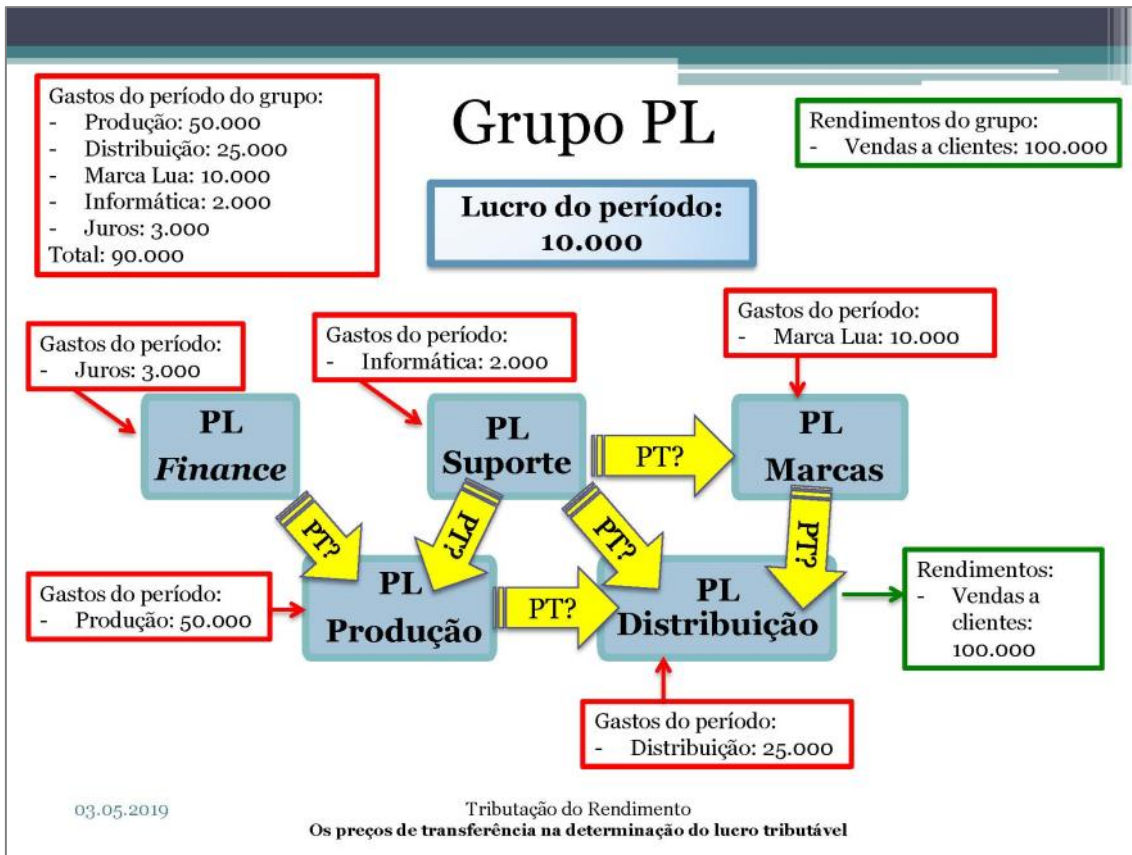 Gastos do período do grupo:
- Produção: 50.000
- Distribuição: 25.000
- Marca Lua: 10.000
- Informática: 2.000
- Juros: 3.000
Total: 90.000
Grupo PL
Lucro do período:
10.000
Rendimentos do grupo:
- Vendas a clientes: 100.000
Gastos do período:
- Juros: 3.000
Gastos do período:
- Informática: 2.000
Gastos do período:
- Marca Lua: 10.000
PL
Finance
PL
Suporte
PT?
PL
Marcas
PT?
PT?
PT?
PT?
Gastos do período:
- Produção: 50.000
PL
Produção
PT?
PL
Distribuição
Rendimentos:
- Vendas a
clientes:
100.000
Gastos do período:
- Distribuição: 25.000
03.05.2019
Tributação do Rendimento
Os preços de transferência na determinação do lucro tributável